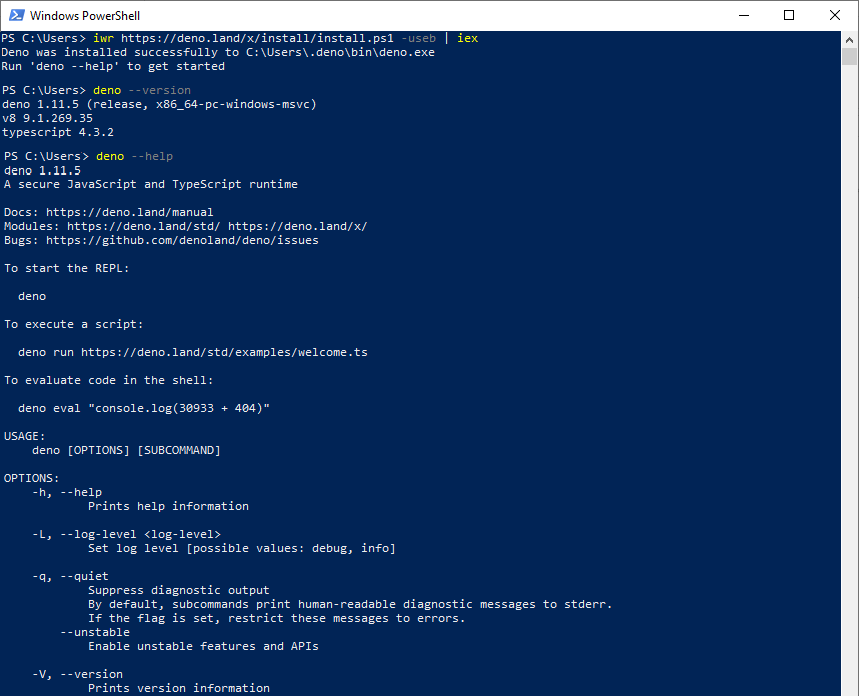 Windows PowerShell
PS C:\Users> iwr https://deno.land/x/install/install.ps1 -useb | iex
Deno was installed successfully to C:\Users\.deno\bin\deno.exe
Run 'deno --help' to get started
PS C:\Users> deno --version
deno 1.11.5 (release, x86_64-pc-windows-msvc)
v8 9.1.269.35
typescript 4.3.2
PS C:\Users> deno --help
deno 1.11.5
A secure JavaScript and TypeScript runtime
Docs: https://deno.land/manual
Modules: https://deno.land/std/ https://deno.land/x/
Bugs: https://github.com/denoland/deno/issues
To start the REPL:
deno
To execute a script:
deno run https://deno.land/std/examples/welcome.ts
To evaluate code in the shell:
deno eval "console.log(30933 + 404)"
USAGE:
deno [OPTIONS] [SUBCOMMAND]
OPTIONS:
-h, --help
Prints help information
-L, --log-level <log-level>
Set log level [possible values: debug, info]
-q, --quiet
Suppress diagnostic output
By default, subcommands print human-readable diagnostic messages to stderr.
If the flag is set, restrict these messages to errors.
--unstable
Enable unstable features and APIs
-V, --version
Prints version information